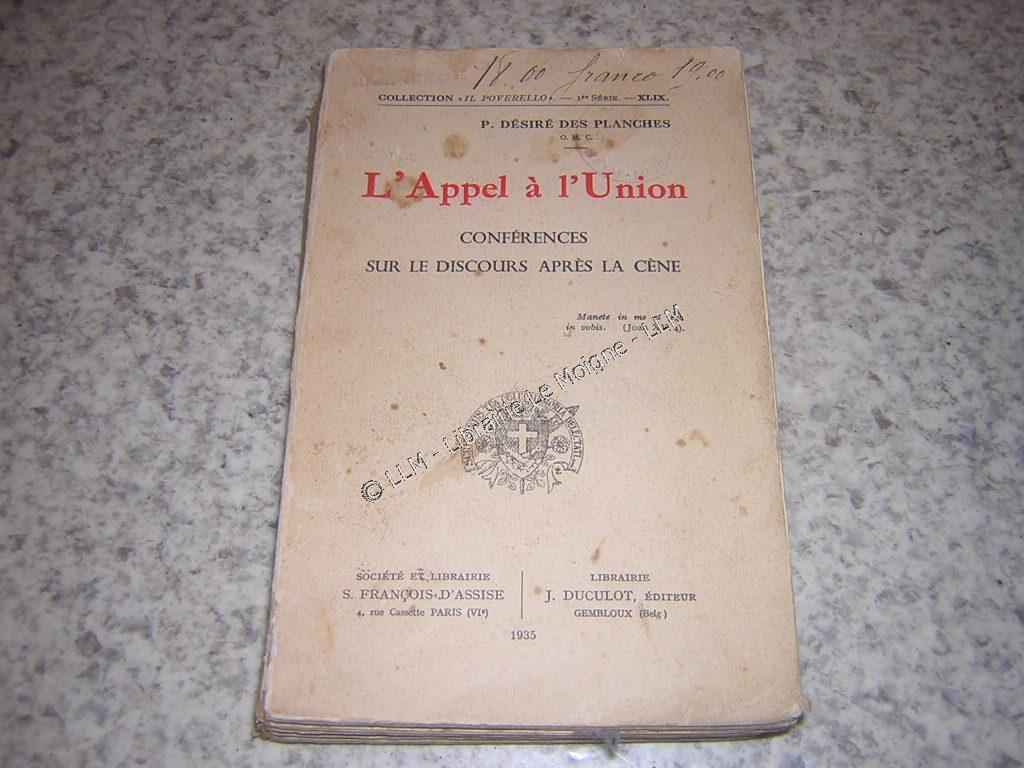 18.00 franco 19,00
COLLECTION «IL POVERELLO». — 1re SÉRIE. — XLIX.
P. DÉSIRÉ DES PLANCHES
O. M. C.
L'Appel à l'Union
CONFÉRENCES
SUR LE DISCOURS APRÈS LA CÈNE
Manete in me et
in vobis. (Joan
© LLM - Librairie Le Moigne - LLM
SOCIÉTÉ ET LIBRAIRIE
S. FRANÇOIS D'ASSISE
4, rue Cassette PARIS (VIe)
LIBRAIRIE
J. DUCULOT, ÉDITEUR
GEMBLOUX (Belg)
1935